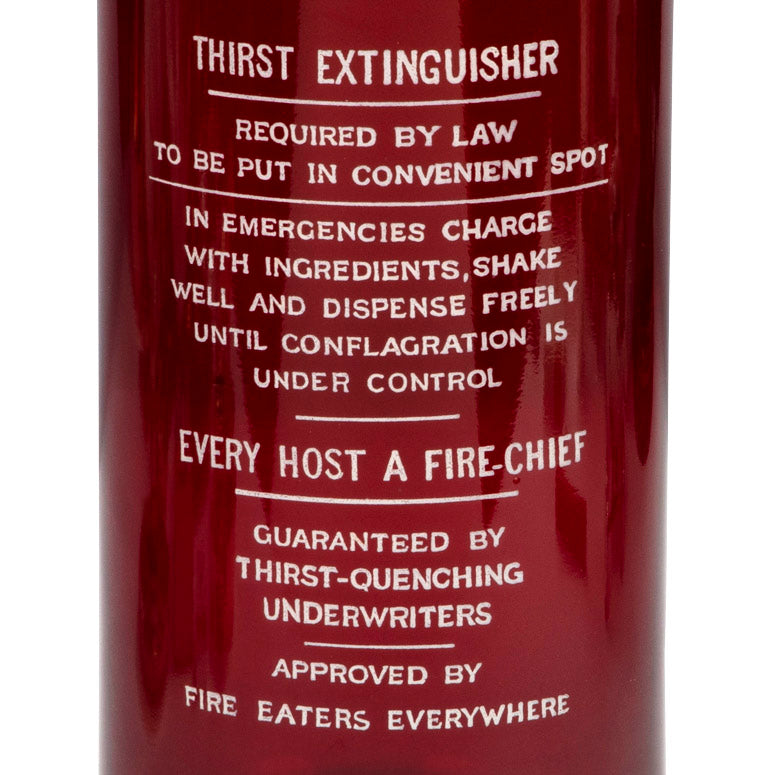 THIRST EXTINGUISHER
REQUIRED BY LAW
TO BE PUT IN CONVENIENT SPOT
IN EMERGENCIES CHARGE
WITH INGREDIENTS, SHAKE
WELL AND DISPENSE FREELY
UNTIL CONFLAGRATION IS
UNDER CONTROL
EVERY HOST A FIRE-CHIEF
GUARANTEED BY
THIRST-QUENCHING
UNDERWRITERS
APPROVED BY
FIRE EATERS EVERYWHERE